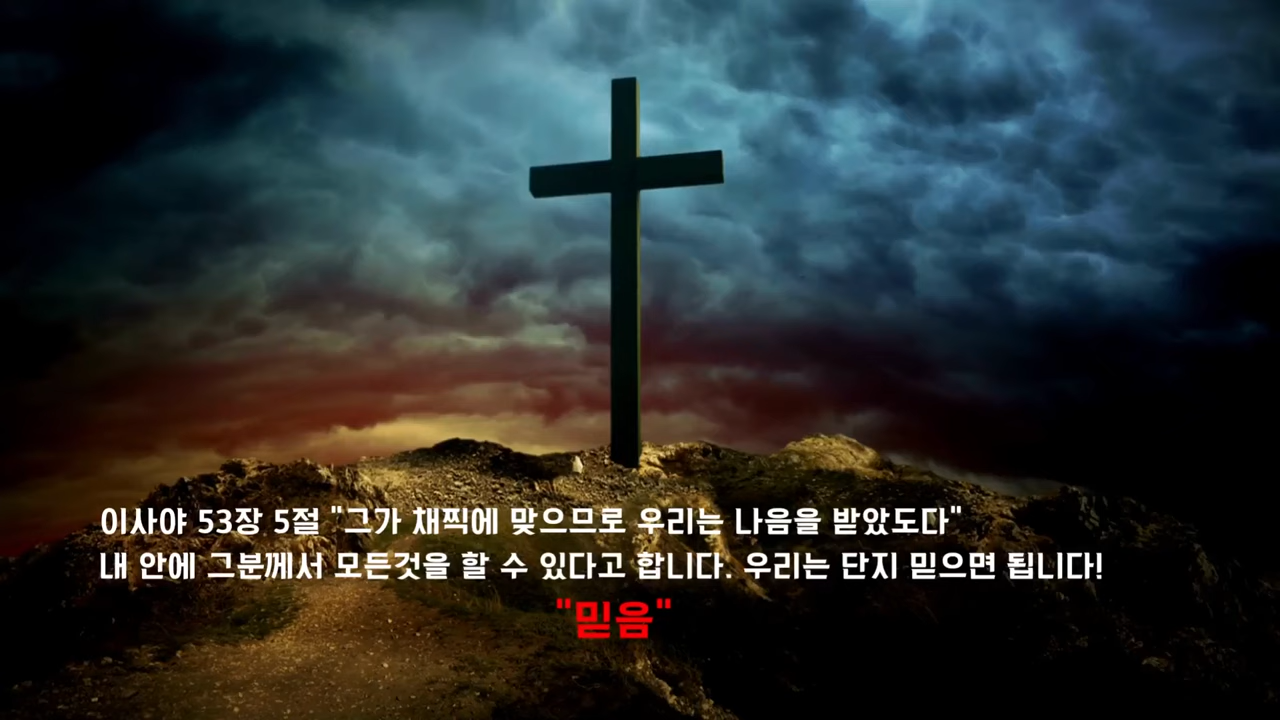 이사야 53장 5절 "그가 채찍에 맞으므로 우리는 나음을 받았도다"
내 안에 그분께서 모든것을 할 수 있다고 합니다. 우리는 단지 믿으면 됩니다!
"믿음"